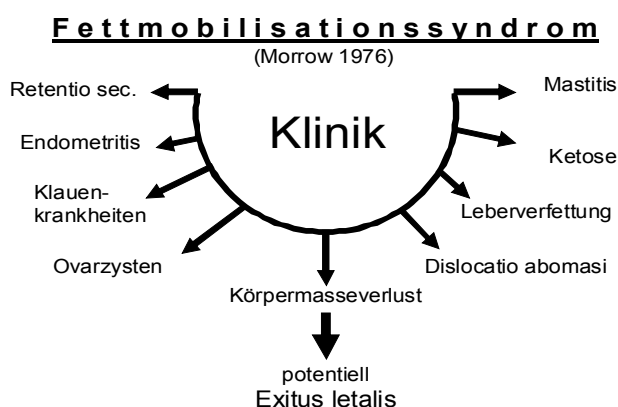 Fettmobilisationssyndrom
(Morrow 1976)
Klinik
Retentio sec.
Endometritis
Klauen-
krankheiten
Ovarzysten
Mastitis
Ketose
Leberverfettung
Dislocatio abomasi
Körpermasseverlust
potentiell
Exitus letalis